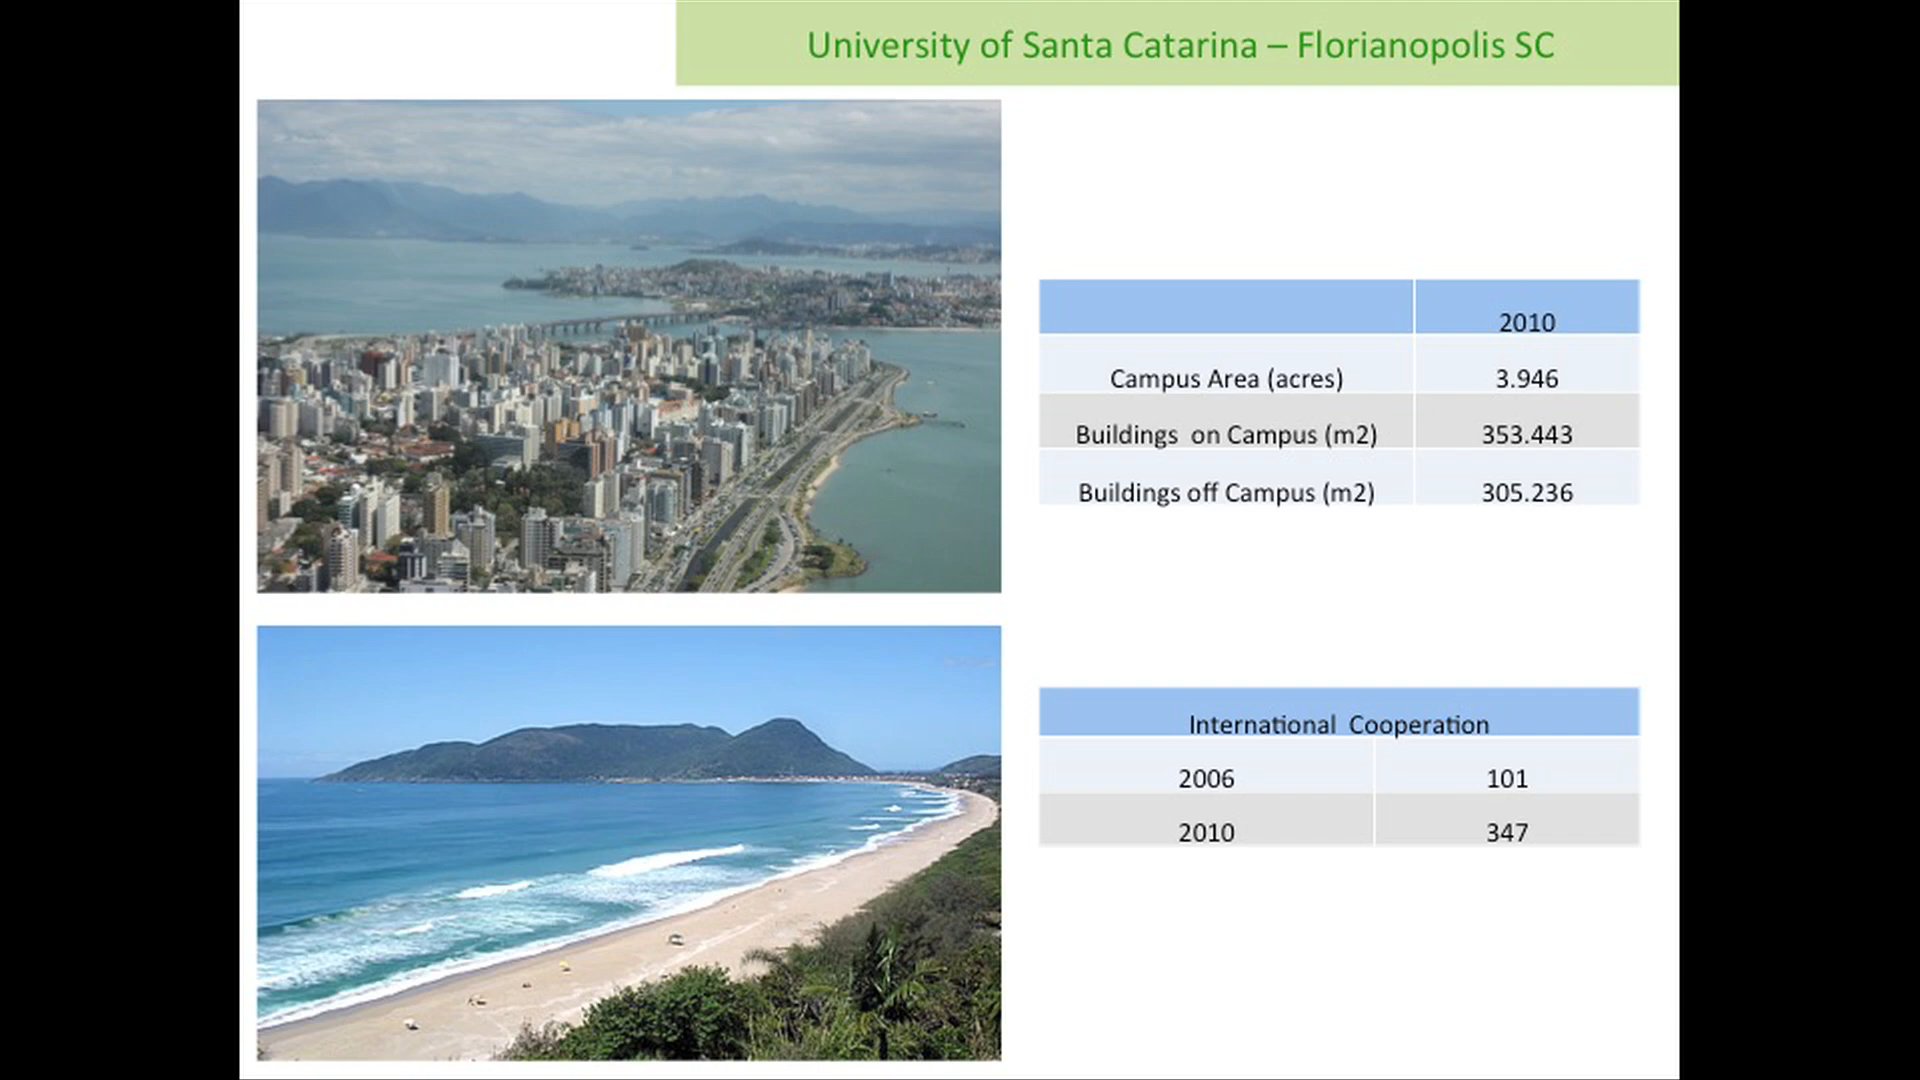 University of Santa Catarina – Florianopolis SC
2010
Campus Area (acres) 3.946
Buildings on Campus (m2) 353.443
Buildings off Campus (m2) 305.236
International Cooperation
2006 101
2010 347